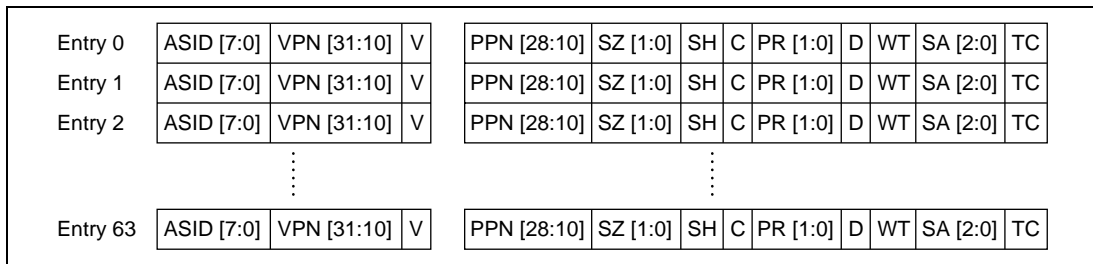 Entry 0 ASID [7:0] VPN [31:10] V PPN [28:10] SZ [1:0] SH C PR [1:0] D WT SA [2:0] TC
Entry 1 ASID [7:0] VPN [31:10] V PPN [28:10] SZ [1:0] SH C PR [1:0] D WT SA [2:0] TC
Entry 2 ASID [7:0] VPN [31:10] V PPN [28:10] SZ [1:0] SH C PR [1:0] D WT SA [2:0] TC
Entry 63 ASID [7:0] VPN [31:10] V PPN [28:10] SZ [1:0] SH C PR [1:0] D WT SA [2:0] TC